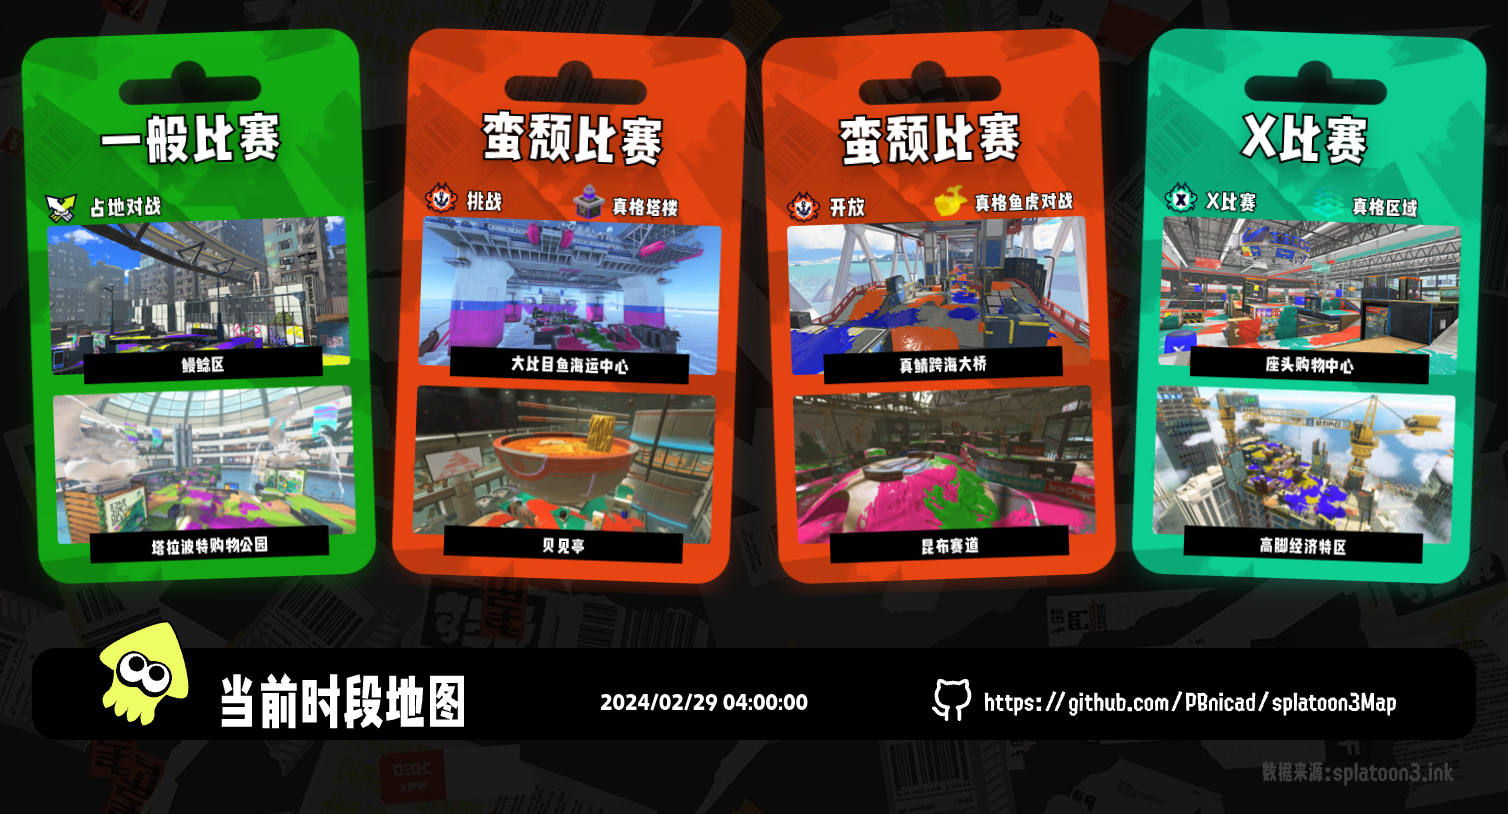 一般比赛
占地对战
鳗鲶区
塔拉波特购物公园
蛮颓比赛
挑战
真格塔楼
大比目鱼海运中心
贝见亭
蛮颓比赛
开放
真格鱼虎对战
真鲭跨海大桥
昆布赛道
X比赛
X比赛
真格区域
座头购物中心
高脚经济特区
当前时段地图
2024/02/29 04:00:00
https://github.com/PBnicad/splatoon3Map
数据来源:splatoon3.ink